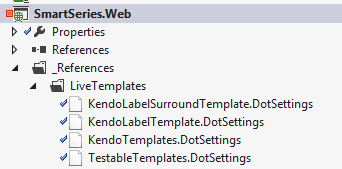 SmartSeries.Web
Properties
References
_References
LiveTemplates
KendoLabelSurroundTemplate.DotSettings
KendoLabelTemplate.DotSettings
KendoTemplates.DotSettings
TestableTemplates.DotSettings